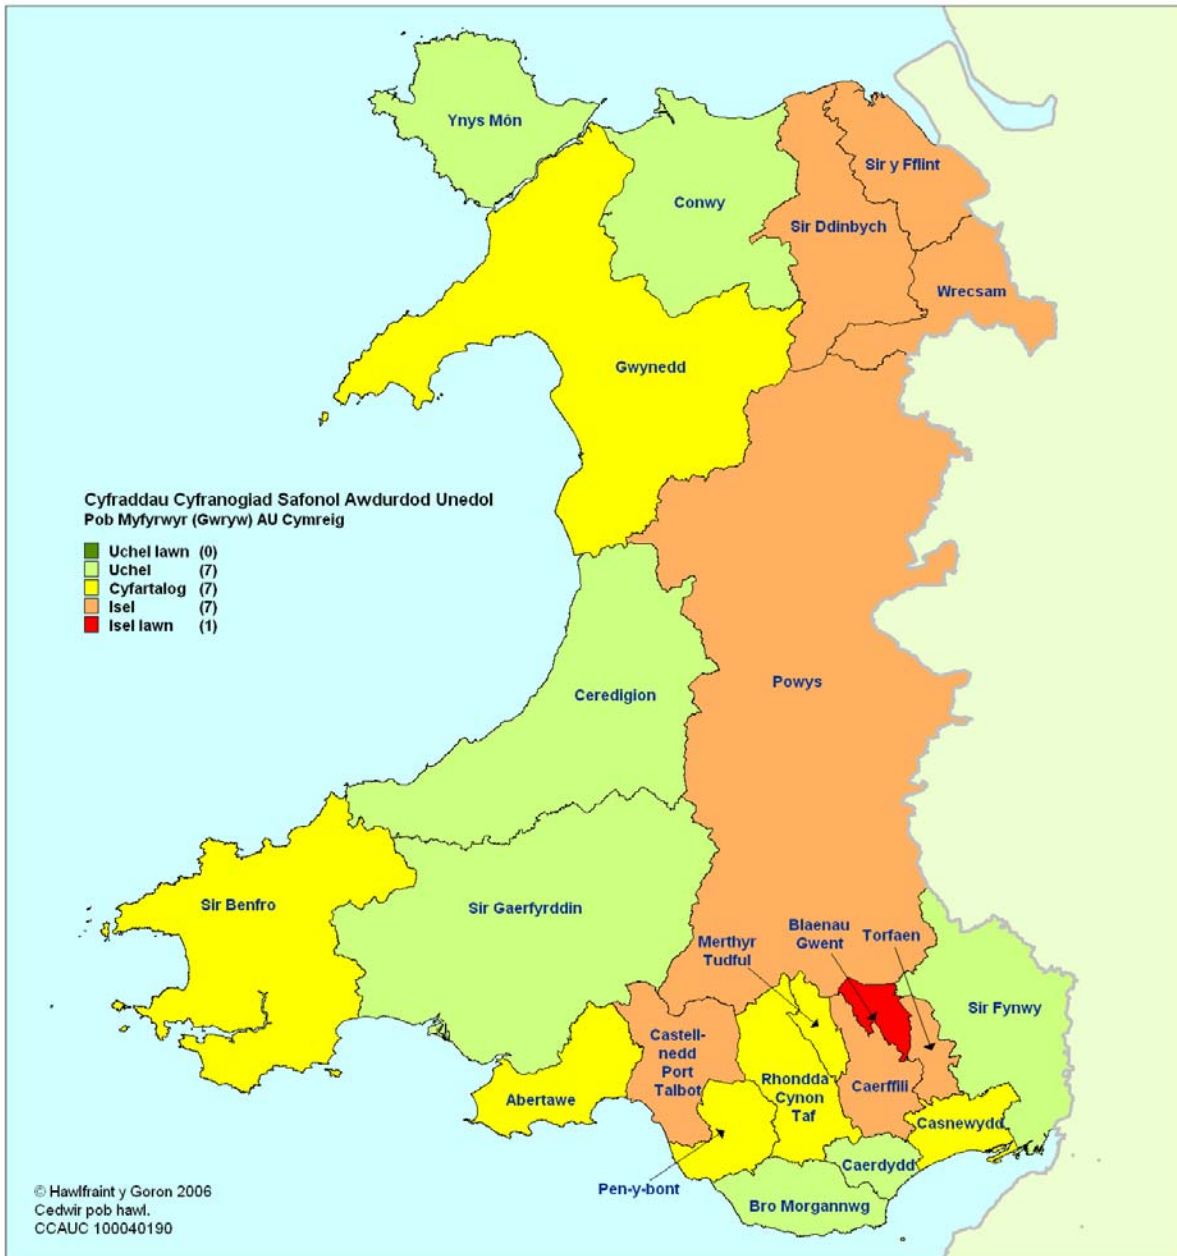 Ynys Môn
Sir y Fflint
Conwy
Sir Ddinbych
Wrecsam
Gwynedd
Cyfraddau Cyfranogiad Safonol Awdurdod Unedol
Pob Myfyrwyr (Gwryw) AU Cymreig
Uchel Iawn (0)
Uchel (7)
Cyfartalog (7)
Isel (7)
Isel Iawn (1)
Ceredigion
Powys
Sir Benfro
Sir Gaerfyrddin
Merthyr
Tudful
Blaenau
Gwent
Torfaen
Sir Fynwy
Castell-
nedd
Port
Talbot
Abertawe
Rhondda
Cynon
Taf
Caerffili
Casnewydd
Caerdydd
Pen-y-bont
Bro Morgannwg
© Hawlfraint y Goron 2006
Cedwir pob hawl.
CCAUC 100040190